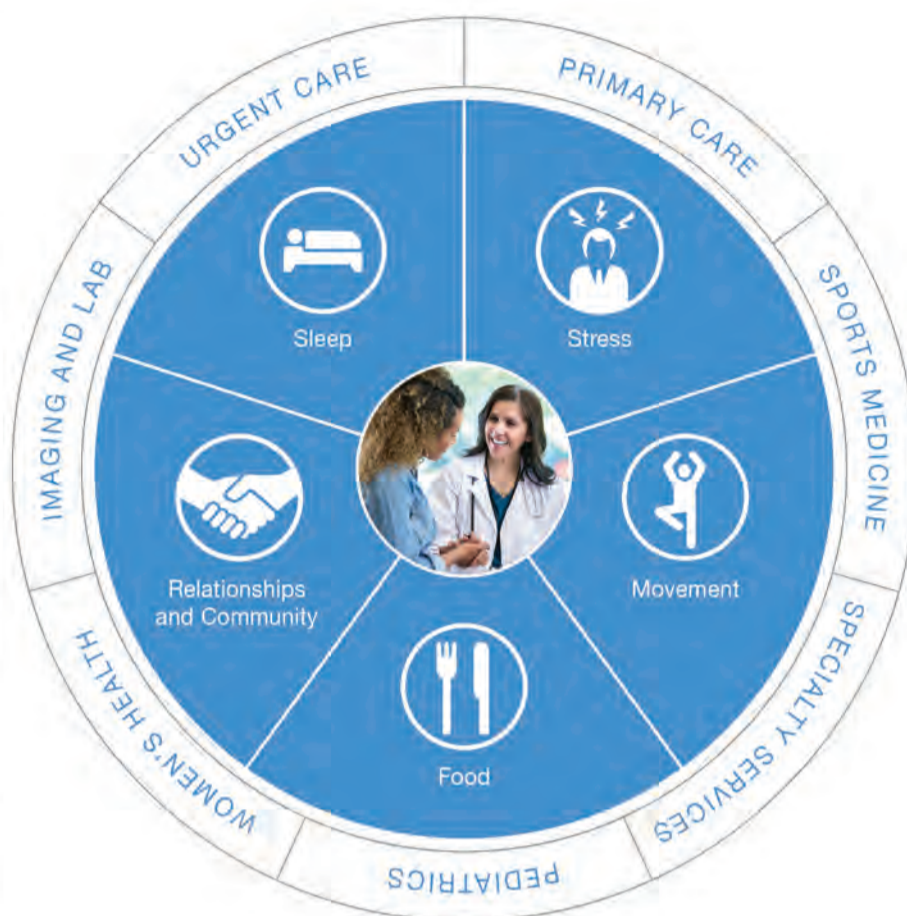 URGENT CARE
PRIMARY CARE
SPORTS MEDICINE
SPECIALTY SERVICES
PEDIATRICS
WOMEN'S HEALTH
IMAGING AND LAB
Sleep
Stress
Movement
Food
Relationships
and Community